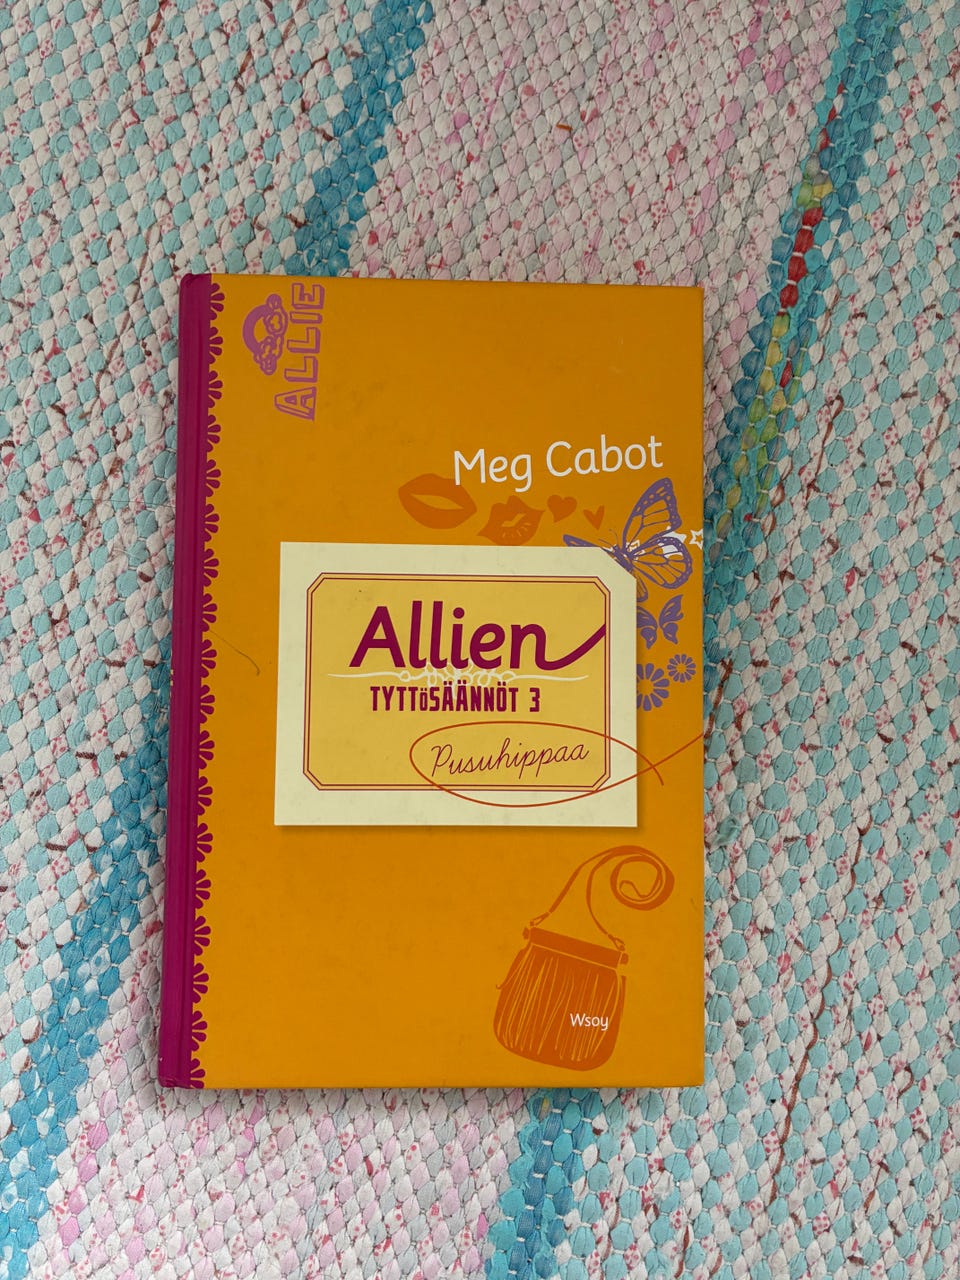 ALLIE
Meg Cabot
Allien
TYTTöSÄÄNNÖT 3
Pusuhippaa
Wsoy